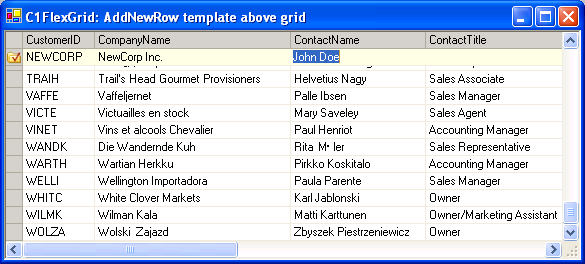 C1FlexGrid: AddNewRow template above grid
CustomerID CompanyName ContactName ContactTitle
NEWCORP NewCorp Inc. John Doe
TRAIH Trail's Head Gourmet Provisioners Helvetius Nagy Sales Associate
VAFFE Vaffeljernet Palle Ibsen Sales Manager
VICTE Victuailles en stock Mary Saveley Sales Agent
VINET Vins et alcools Chevalier Paul Henriot Accounting Manager
WANDK Die Wandernde Kuh Rita Sales Representative
WARTH Wartian Herkku Pirkko Koskitalo Accounting Manager
WELLI Wellington Importadora Paula Parente Sales Manager
WHITC White Clover Markets Karl Jablonski Owner
WILMK Wilman Kala Matti Karttunen Owner/Marketing Assistant
WOLZA Wolski Zajazd Zbyszek Piestrzeniewicz Owner